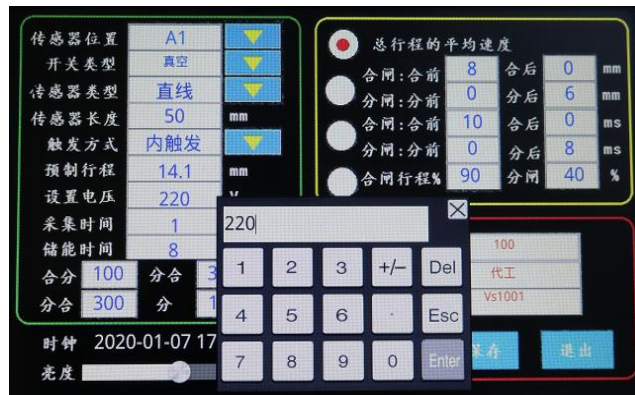 传感器位置 A1
开关类型 真空
传感器类型 直线
传感器长度 50 mm
触发方式 内触发
预制行程 14.1 mm
设置电压 220 V
采集时间 1
储能时间 8
合分 100 分合 3
分合 300 分 1
时钟 2020-01-07 17
亮度
总行程的平均速度
合闸:合前 8 合后 0 mm
分闸:分前 0 分后 6 mm
合闸:合前 10 合后 0 ms
分闸:分前 0 分后 8 ms
合闸行程% 90 分闸 40 %
220
1 2 3 +/- Del
4 5 6 . Esc
7 8 9 0 Enter
100
代工
Vs1001
保存 退出